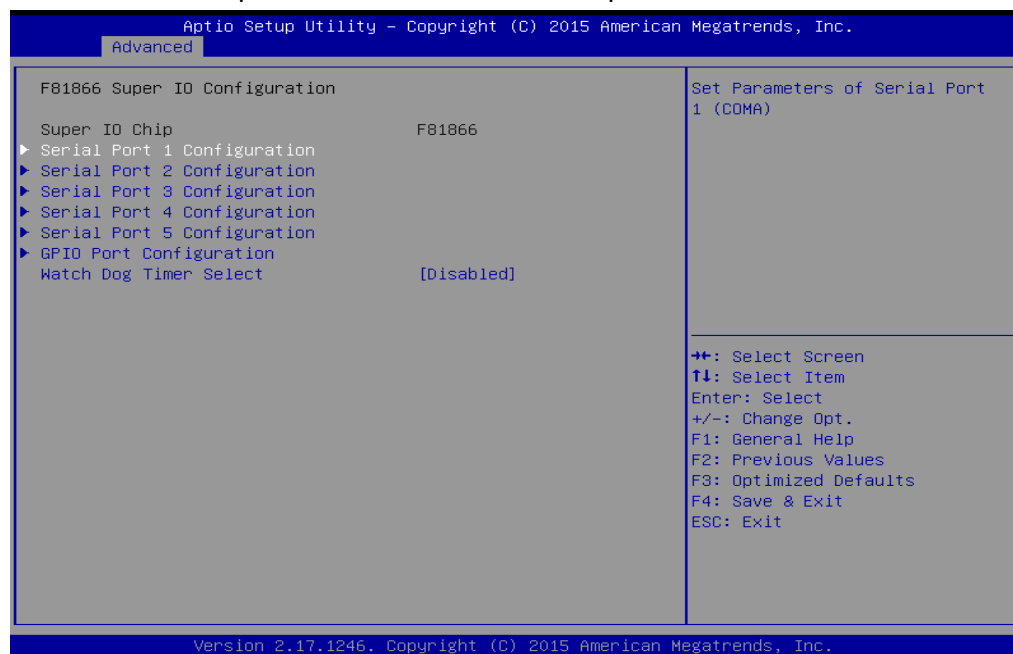 Aptio Setup Utility – Copyright (C) 2015 American Megatrends, Inc.
Advanced
F81866 Super IO Configuration
Super IO Chip F81866
Serial Port 1 Configuration
Serial Port 2 Configuration
Serial Port 3 Configuration
Serial Port 4 Configuration
Serial Port 5 Configuration
GPIO Port Configuration
Watch Dog Timer Select [Disabled]
Set Parameters of Serial Port
1 (COMA)
→←: Select Screen
↑↓: Select Item
Enter: Select
+/-: Change Opt.
F1: General Help
F2: Previous Values
F3: Optimized Defaults
F4: Save & Exit
ESC: Exit
Version 2.17.1246. Copyright (C) 2015 American Megatrends, Inc.